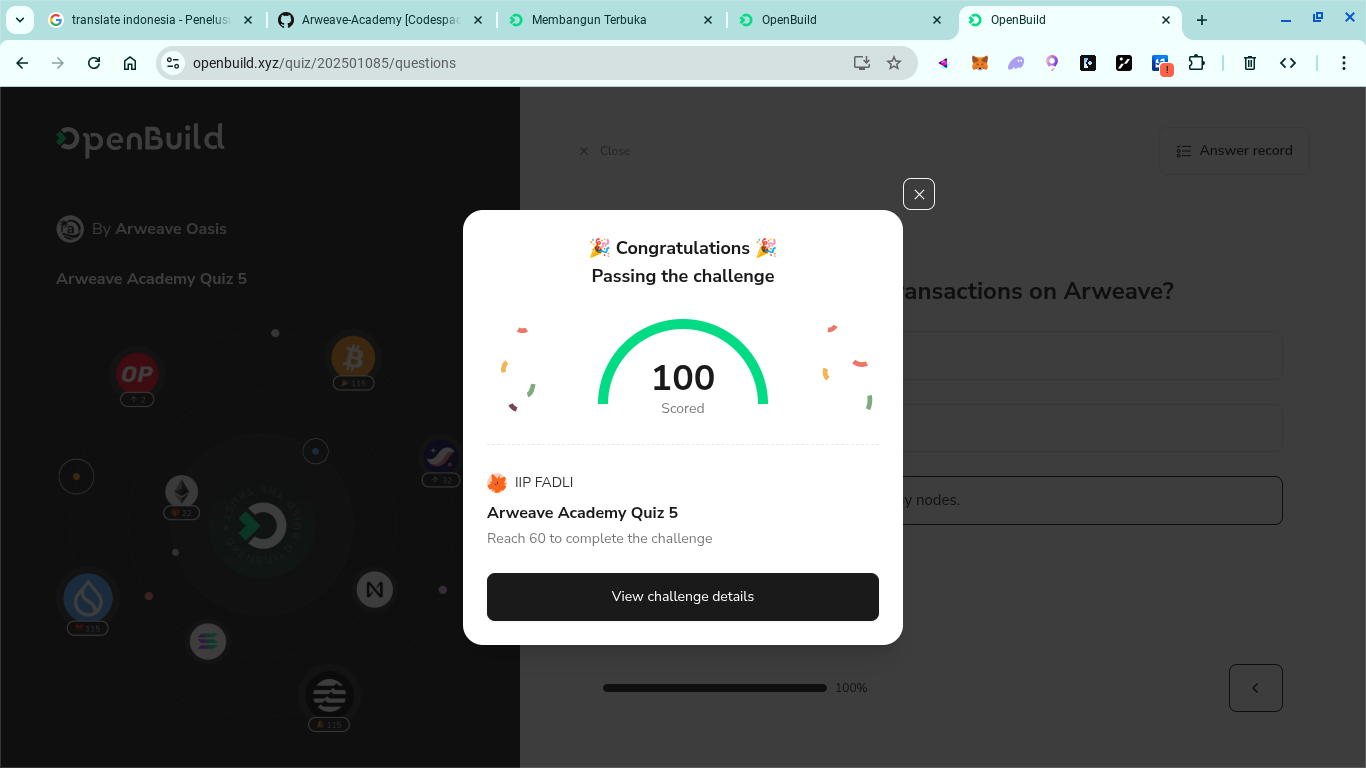 translate indonesia - Penelus
Arweave-Academy [Codespac
Membangun Terbuka
OpenBuild
OpenBuild
openbuild.xyz/quiz/202501085/questions
OpenBuild
By Arweave Oasis
Arweave Academy Quiz 5
OP
↑ 2
115
32
22
115
115
Close
Answer record
ransactions on Arweave?
y nodes.
100%
🎉 Congratulations 🎉
Passing the challenge
100
Scored
IIP FADLI
Arweave Academy Quiz 5
Reach 60 to complete the challenge
View challenge details